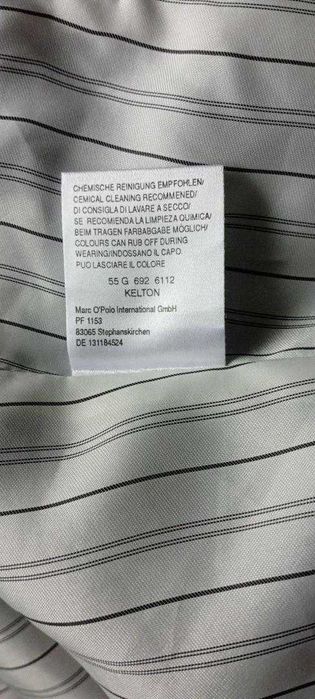 CHEMISCHE REINIGUNG EMPFOHLEN/
CEMICAL CLEANING RECOMMENED/
DI CONSIGLA DI LAVARE A SECCO/
SE RECOMIENDA LA LIMPIEZA QUIMICA/
BEIM TRAGEN FARBABGABE MÖGLICH/
COLOURS CAN RUB OFF DURING
WEARING/INDOSSANO IL CAPO.
PUO LASCIARE IL COLORE
55 G 692 6112
KELTON
Marc O'Polo International GmbH
PF 1153
83065 Stephanskirchen
DE 131184524